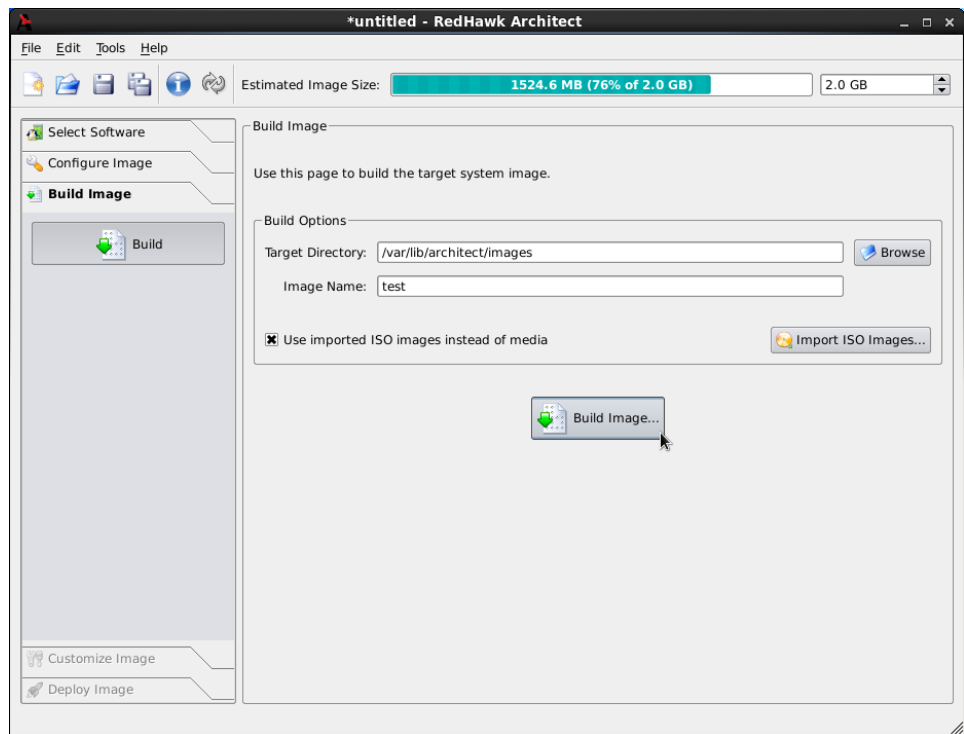 *untitled - RedHawk Architect
File Edit Tools Help
Estimated Image Size: 1524.6 MB (76% of 2.0 GB) 2.0 GB
Select Software
Configure Image
Build Image
Build
Customize Image
Deploy Image
Build Image
Use this page to build the target system image.
Build Options
Target Directory: /var/lib/architect/images Browse
Image Name: test
Use imported ISO images instead of media Import ISO Images...
Build Image...